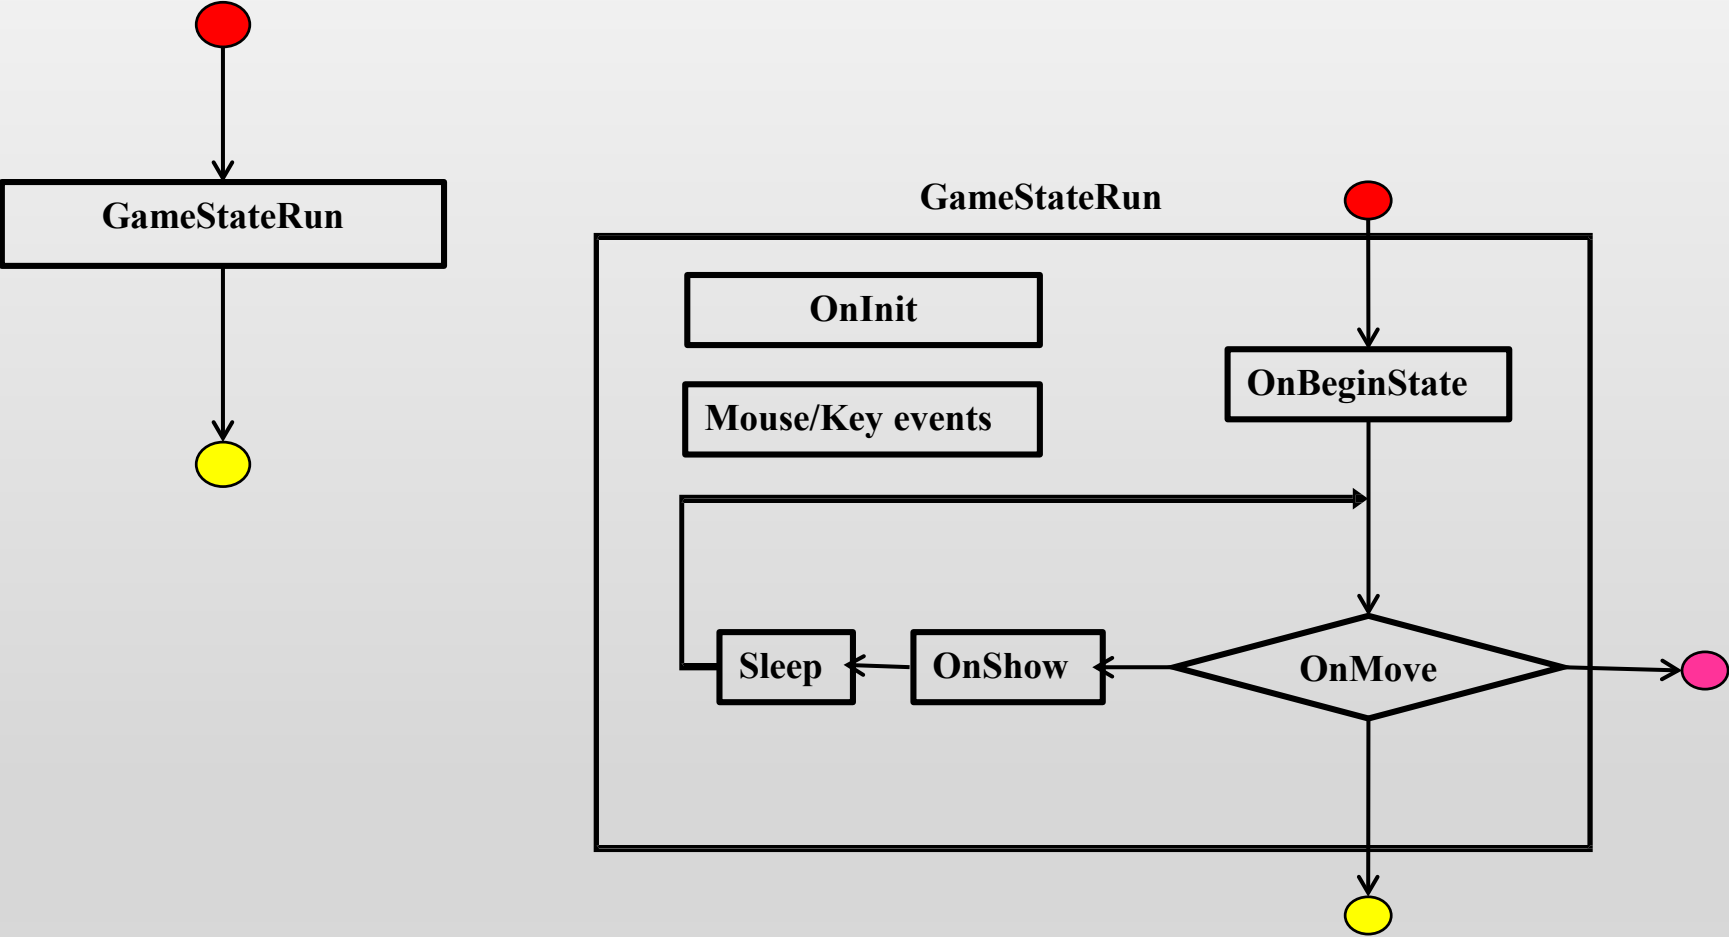 GameStateRun
GameStateRun
OnInit
OnBeginState
Mouse/Key events
Sleep
OnShow
OnMove